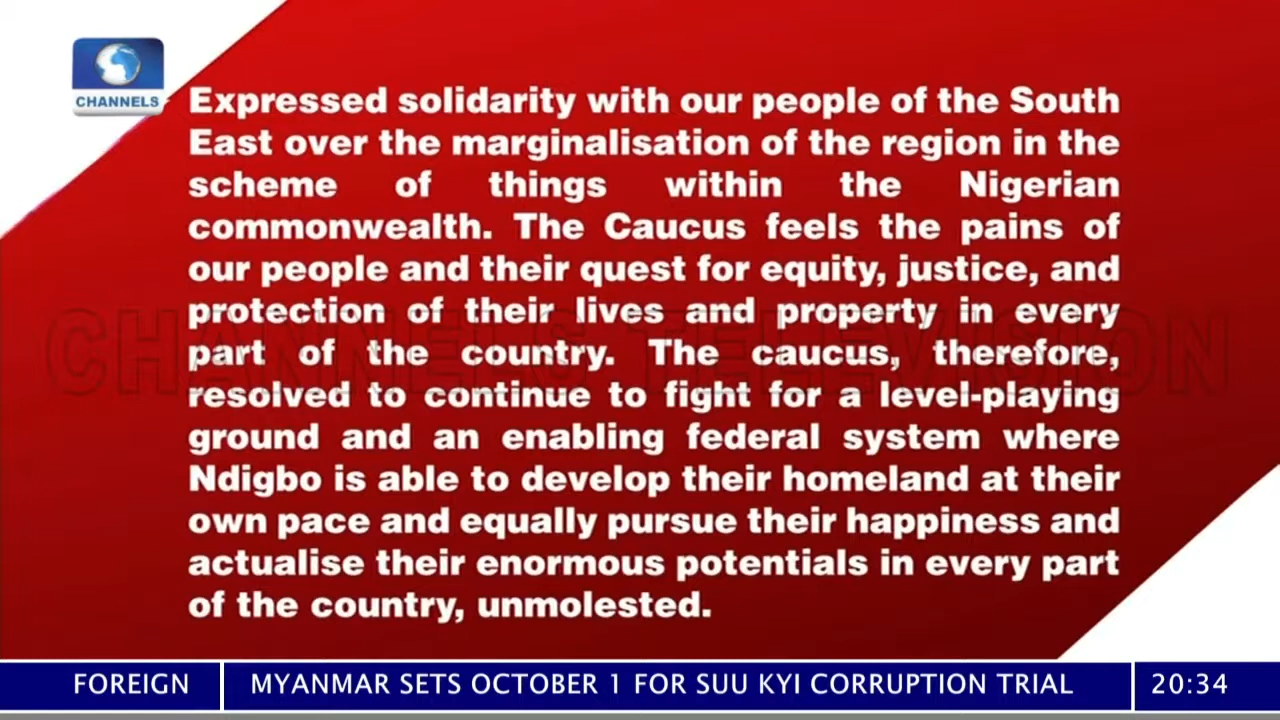 CHANNELS
Expressed solidarity with our people of the South
East over the marginalisation of the region in the
scheme of things within the Nigerian
commonwealth. The Caucus feels the pains of
our people and their quest for equity, justice, and
protection of their lives and property in every
part of the country. The caucus, therefore,
resolved to continue to fight for a level-playing
ground and an enabling federal system where
Ndigbo is able to develop their homeland at their
own pace and equally pursue their happiness and
actualise their enormous potentials in every part
of the country, unmolested.
CHANNELS TELEVISION
FOREIGN MYANMAR SETS OCTOBER 1 FOR SUU KYI CORRUPTION TRIAL 20:34